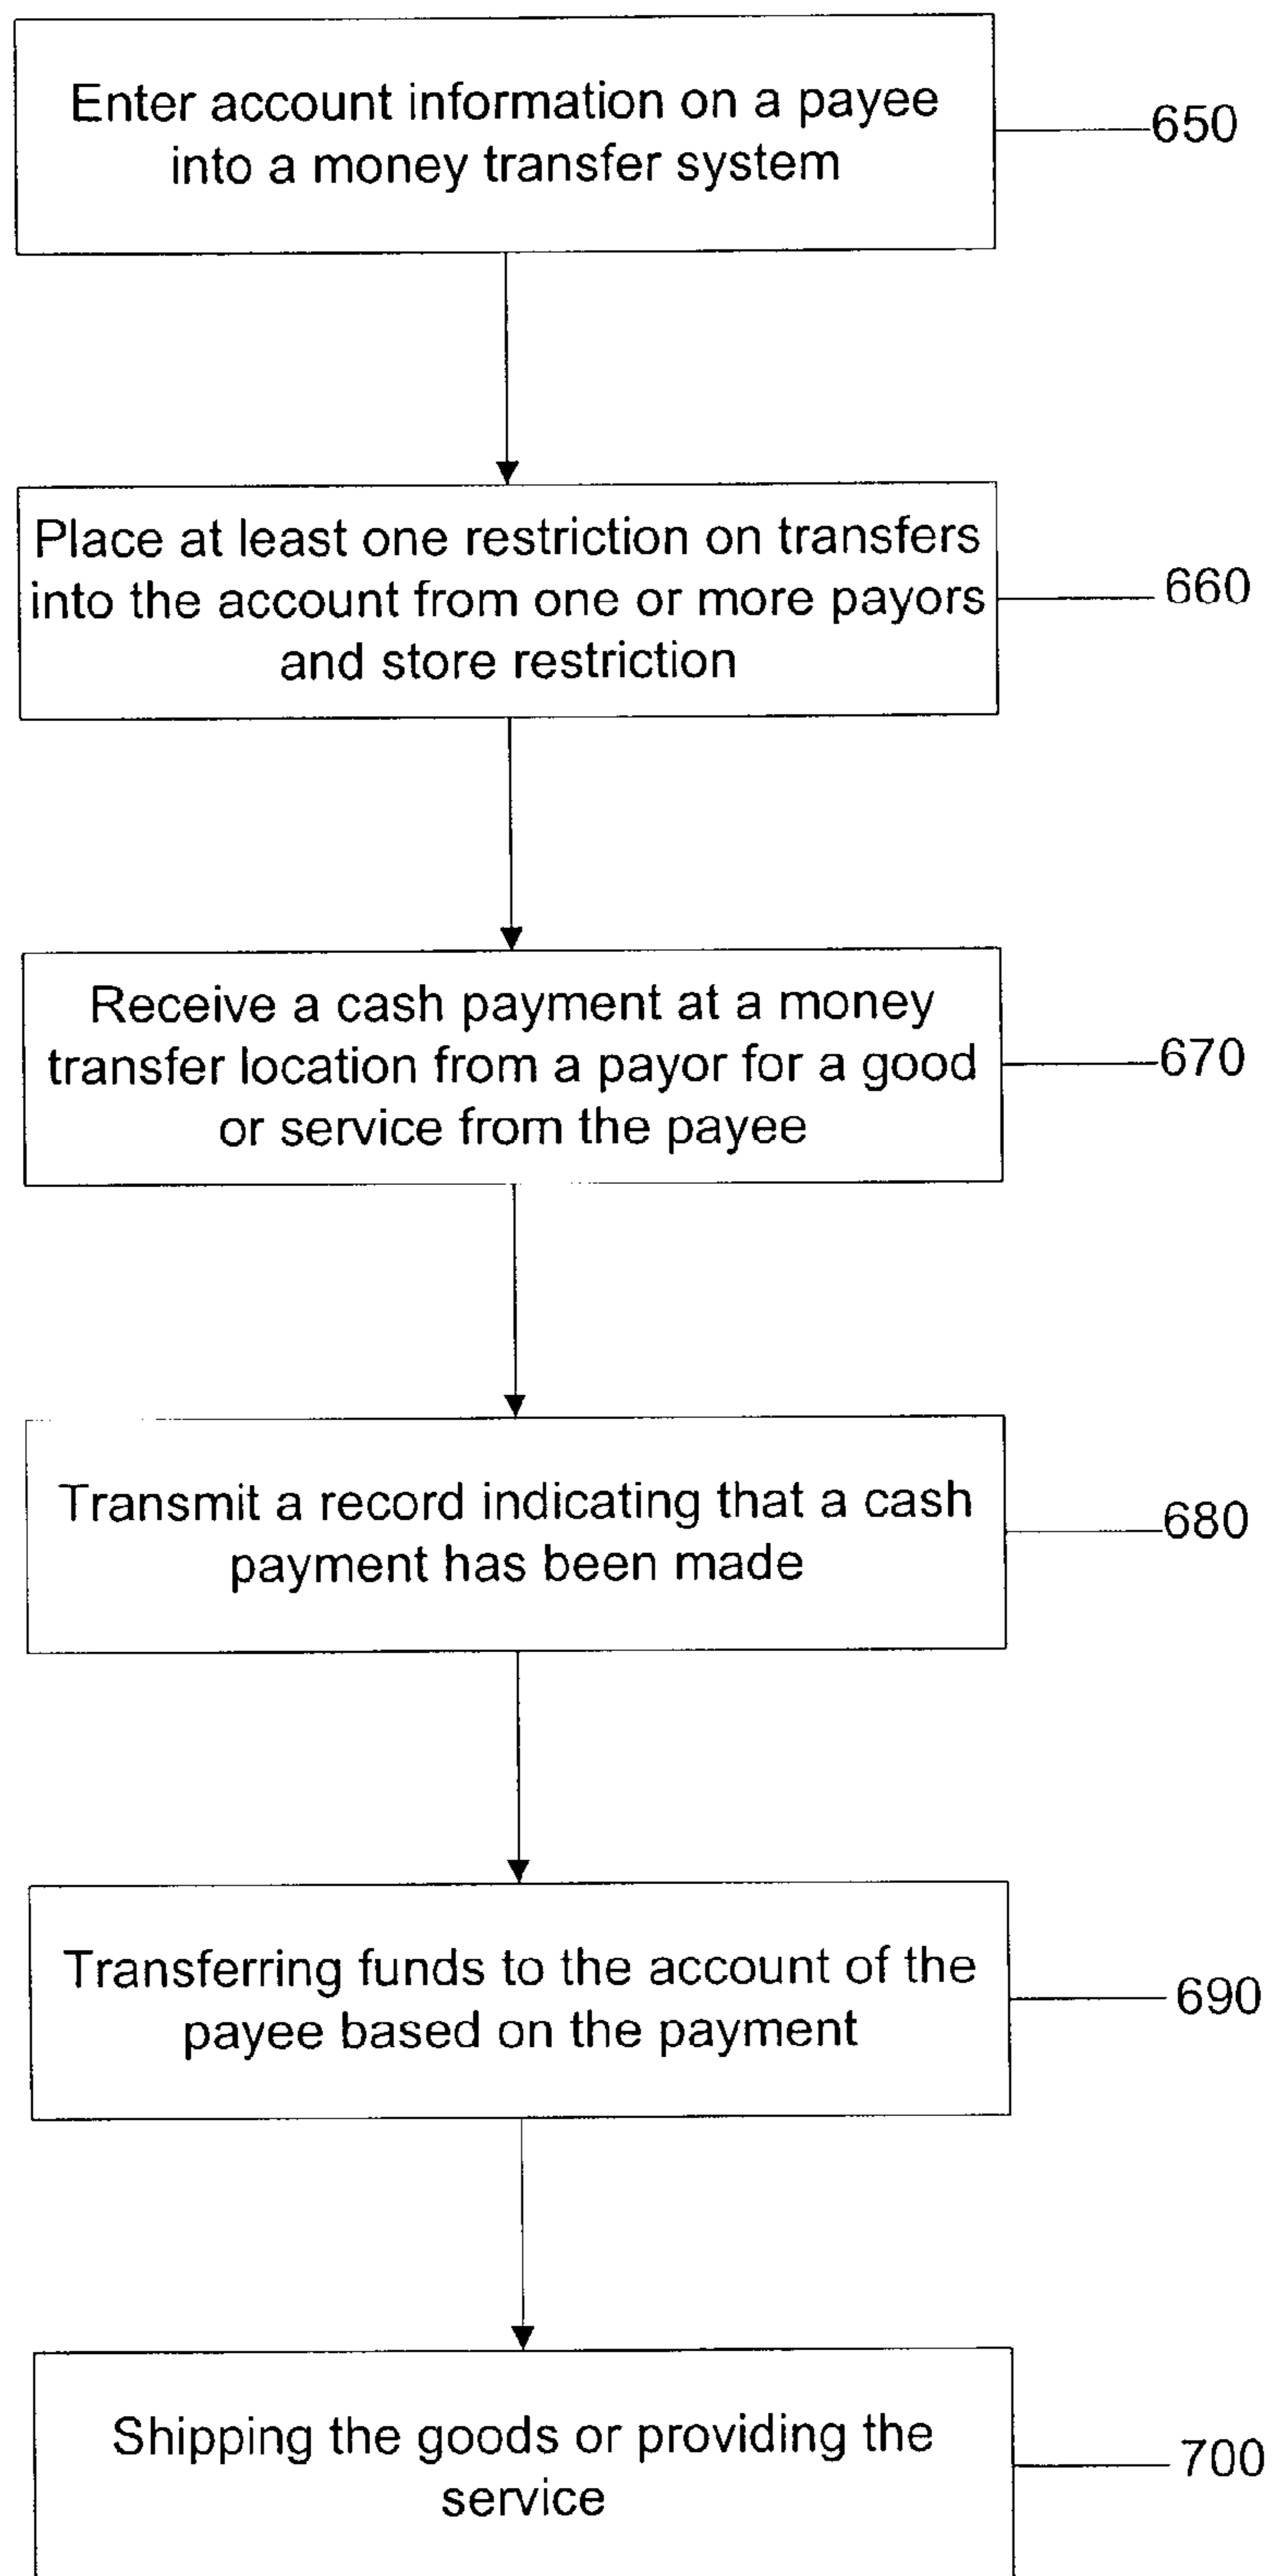 Enter account information on a payee
into a money transfer system
650
Place at least one restriction on transfers
into the account from one or more payors
and store restriction
660
Receive a cash payment at a money
transfer location from a payor for a good
or service from the payee
670
Transmit a record indicating that a cash
payment has been made
680
Transferring funds to the account of the
payee based on the payment
690
Shipping the goods or providing the
service
700